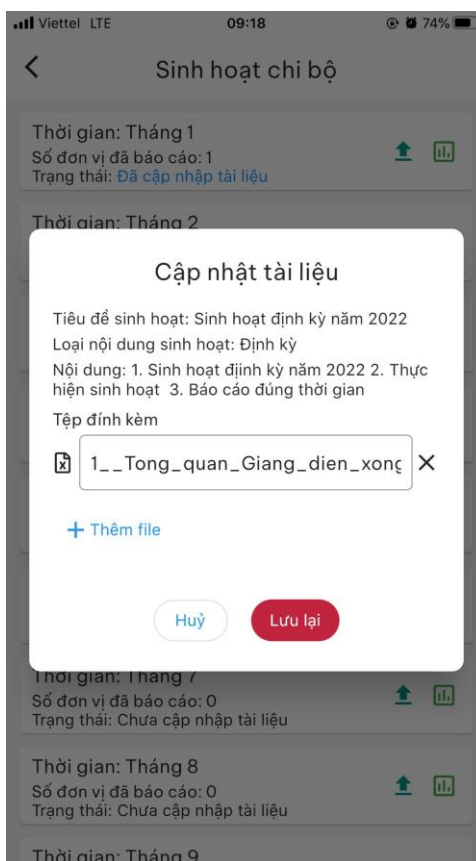 Viettel LTE 09:18 74%
Sinh hoạt chi bộ
Thời gian: Tháng 1
Số đơn vị đã báo cáo: 1
Trạng thái: Đã cập nhập tài liệu
Thời gian: Tháng 2
Cập nhật tài liệu
Tiêu đề sinh hoạt: Sinh hoạt định kỳ năm 2022
Loại nội dung sinh hoạt: Định kỳ
Nội dung: 1. Sinh hoạt địinh kỳ năm 2022 2. Thực
hiện sinh hoạt 3. Báo cáo đúng thời gian
Tệp đính kèm
1__Tong_quan_Giang_dien_xong
+ Thêm file
Huỷ
Lưu lại
Thời gian: Tháng 7
Số đơn vị đã báo cáo: 0
Trạng thái: Chưa cập nhập tài liệu
Thời gian: Tháng 8
Số đơn vị đã báo cáo: 0
Trạng thái: Chưa cập nhập tài liệu
Thời gian: Tháng 9